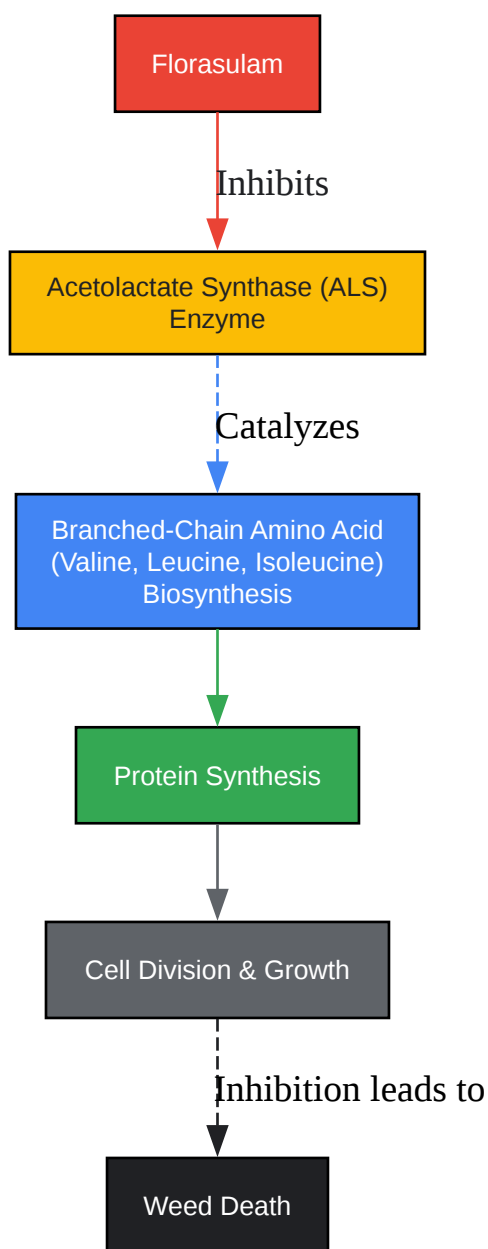 Florasulam
Inhibits
Acetolactate Synthase (ALS)
Enzyme
Catalyzes
Branched-Chain Amino Acid
(Valine, Leucine, Isoleucine)
Biosynthesis
Protein Synthesis
Cell Division & Growth
Inhibition leads to
Weed Death